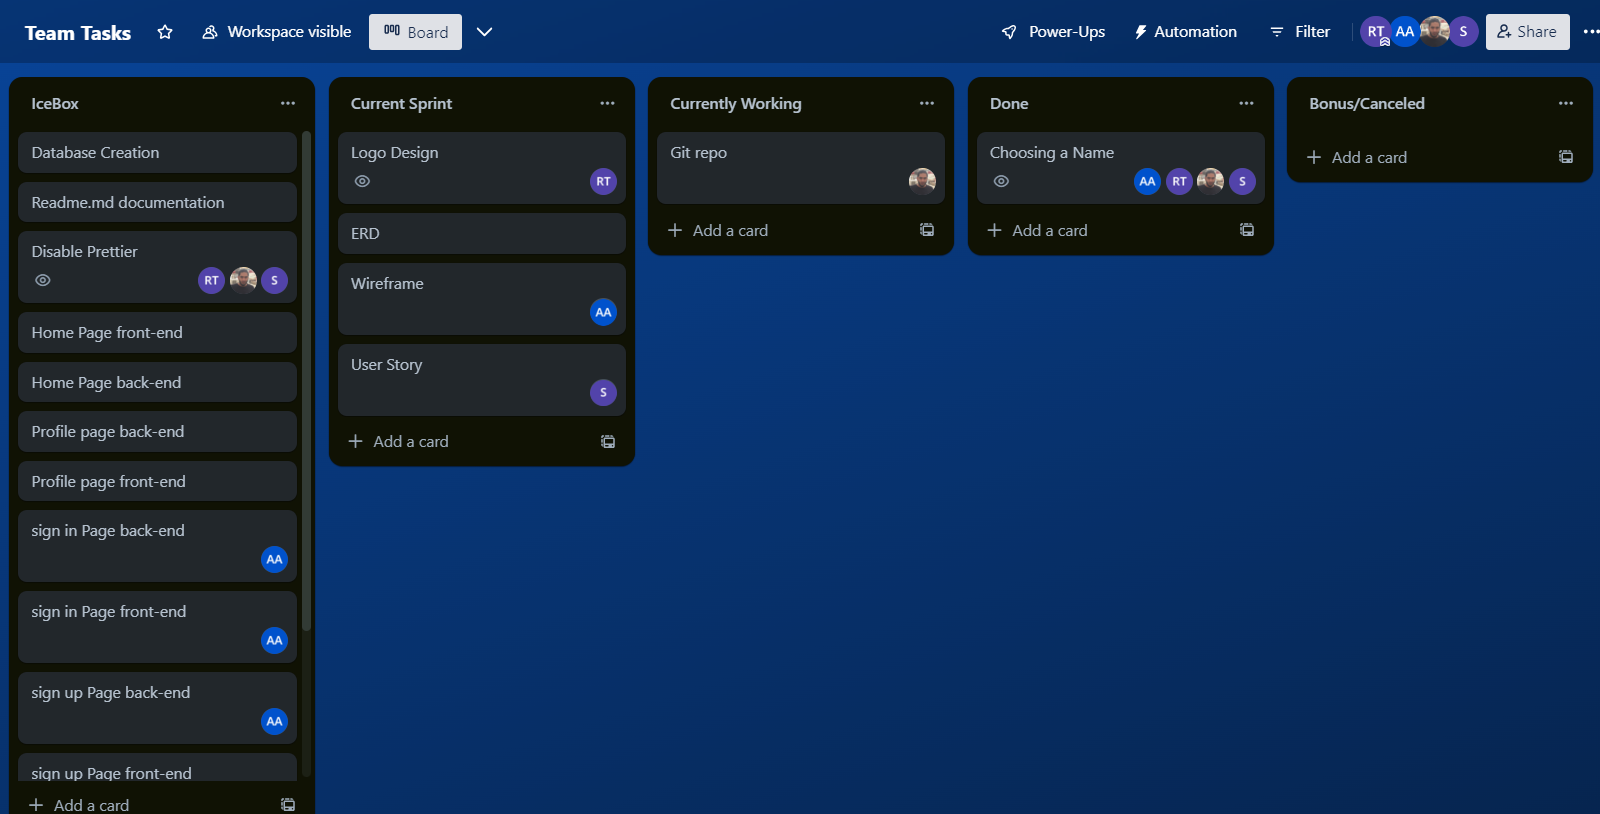 Team Tasks
Workspace visible
Board
Power-Ups
Automation
Filter
RT
AA
S
Share
IceBox
Database Creation
Readme.md documentation
Disable Prettier
RT
S
Home Page front-end
Home Page back-end
Profile page back-end
Profile page front-end
sign in Page back-end
AA
sign in Page front-end
AA
sign up Page back-end
AA
sign up Page front-end
Add a card
Current Sprint
Logo Design
RT
ERD
Wireframe
AA
User Story
S
Add a card
Currently Working
Git repo
Add a card
Done
Choosing a Name
AA
RT
S
Add a card
Bonus/Canceled
Add a card